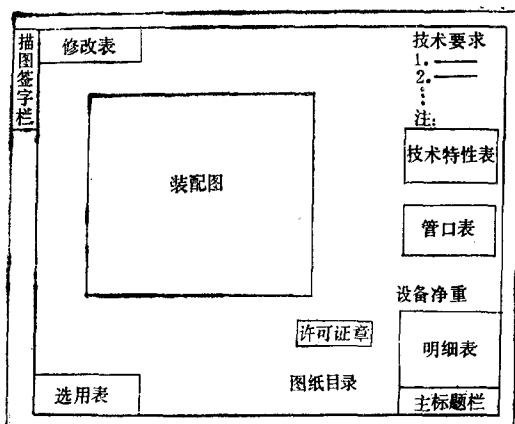 描图签字栏
修改表
技术要求
1.
2.
注:
技术特性表
装配图
管口表
设备净重
许可证章
明细表
图纸目录
选用表
主标题栏